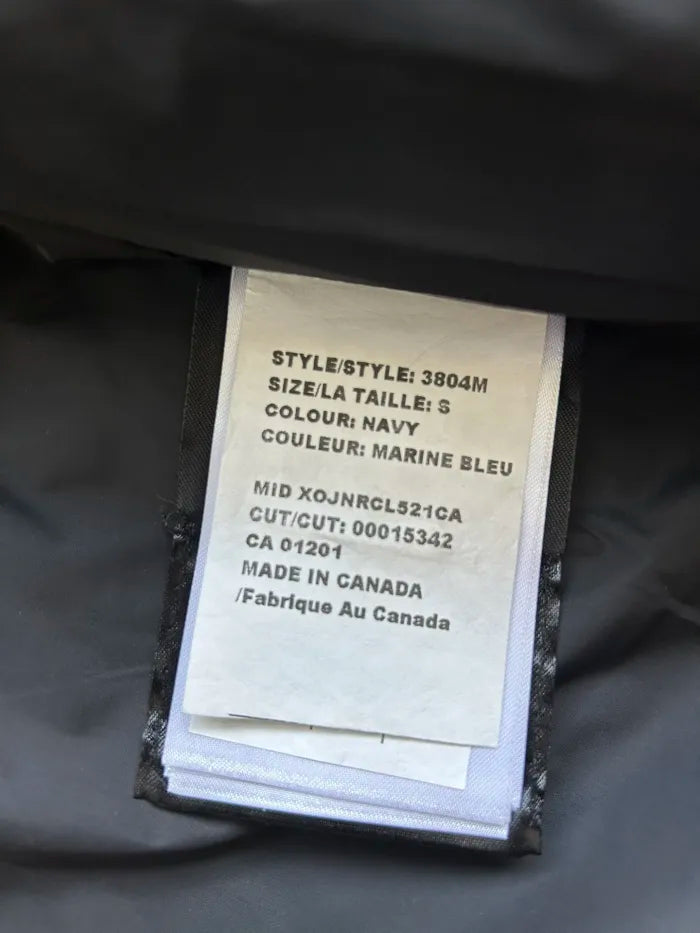 STYLE/STYLE: 3804M
SIZE/LA TAILLE: S
COLOUR: NAVY
COULEUR: MARINE BLEU
MID XOJNRCL521CA
CUT/CUT: 00015342
CA 01201
MADE IN CANADA
/Fabrique Au Canada